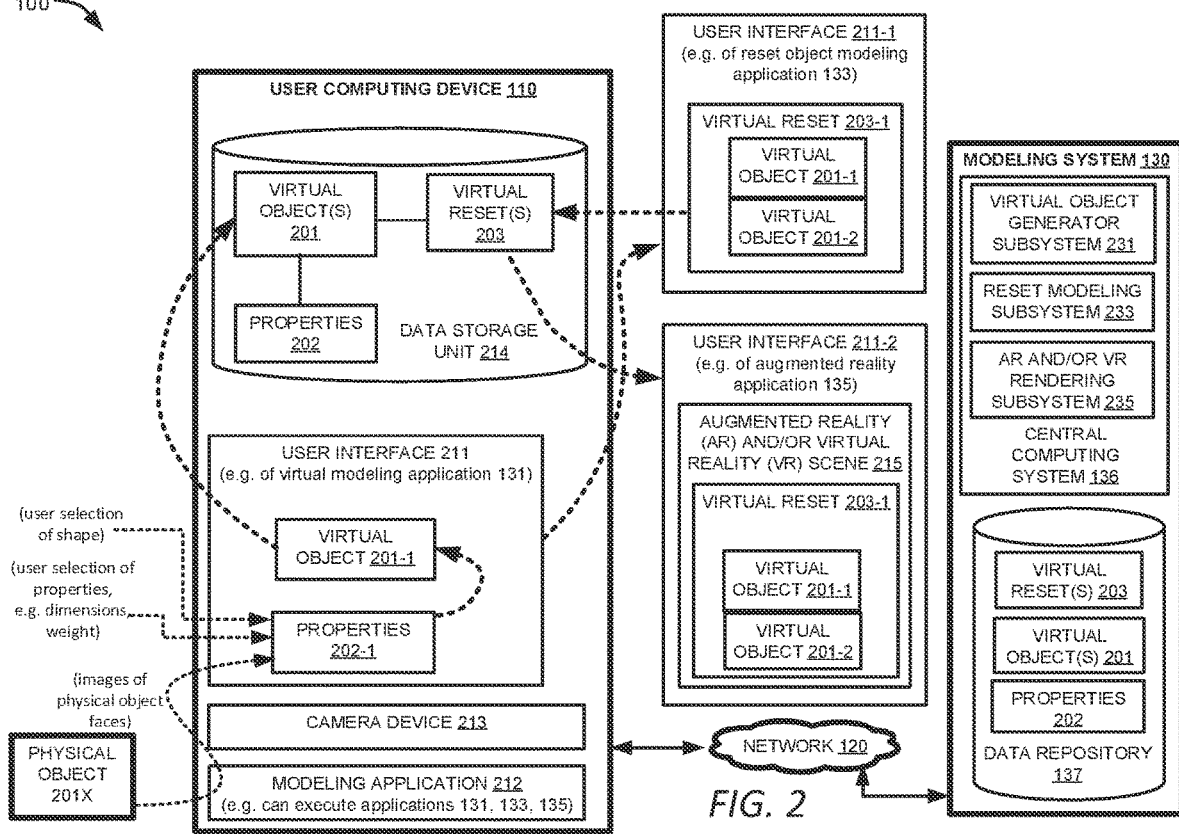 100
USER COMPUTING DEVICE 110
VIRTUAL
OBJECT(S)
201
VIRTUAL
RESET(S)
203
PROPERTIES
202
DATA STORAGE
UNIT 214
USER INTERFACE 211
(e.g. of virtual modeling application 131)
VIRTUAL
OBJECT 201-1
PROPERTIES
202-1
(user selection
of shape)
(user selection of
properties,
e.g. dimensions,
weight)
(images of
physical object
faces)
CAMERA DEVICE 213
MODELING APPLICATION 212
(e.g. can execute applications 131, 133, 135)
PHYSICAL
OBJECT
201X
USER INTERFACE 211-1
(e.g. of reset object modeling
application 133)
VIRTUAL RESET 203-1
VIRTUAL
OBJECT 201-1
VIRTUAL
OBJECT 201-2
USER INTERFACE 211-2
(e.g. of augmented reality
application 135)
AUGMENTED REALITY
(AR) AND/OR VIRTUAL
REALITY (VR) SCENE 215
VIRTUAL RESET 203-1
VIRTUAL
OBJECT 201-1
VIRTUAL
OBJECT 201-2
NETWORK 120
MODELING SYSTEM 130
VIRTUAL OBJECT
GENERATOR
SUBSYSTEM 231
RESET MODELING
SUBSYSTEM 233
AR AND/OR VR
RENDERING
SUBSYSTEM 235
CENTRAL
COMPUTING
SYSTEM 136
VIRTUAL
RESET(S) 203
VIRTUAL
OBJECT(S) 201
PROPERTIES
202
DATA REPOSITORY
137
FIG. 2